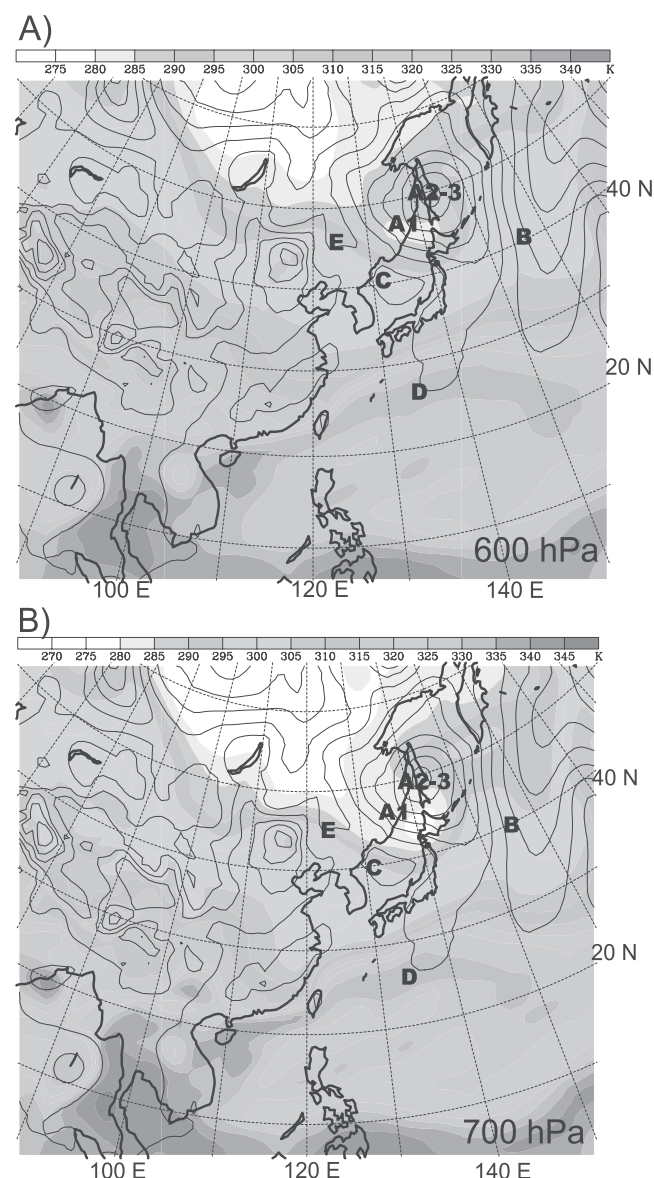 A)
275 280 285 290 295 300 305 310 315 320 325 330 335 340 K
A2-3
40 N
A1
B
E
C
20 N
D
600 hPa
100 E 120 E 140 E
B)
270 275 280 285 290 295 300 305 310 315 320 325 330 335 340 345 K
A2-3
40 N
A1
B
E
C
20 N
D
700 hPa
100 E 120 E 140 E